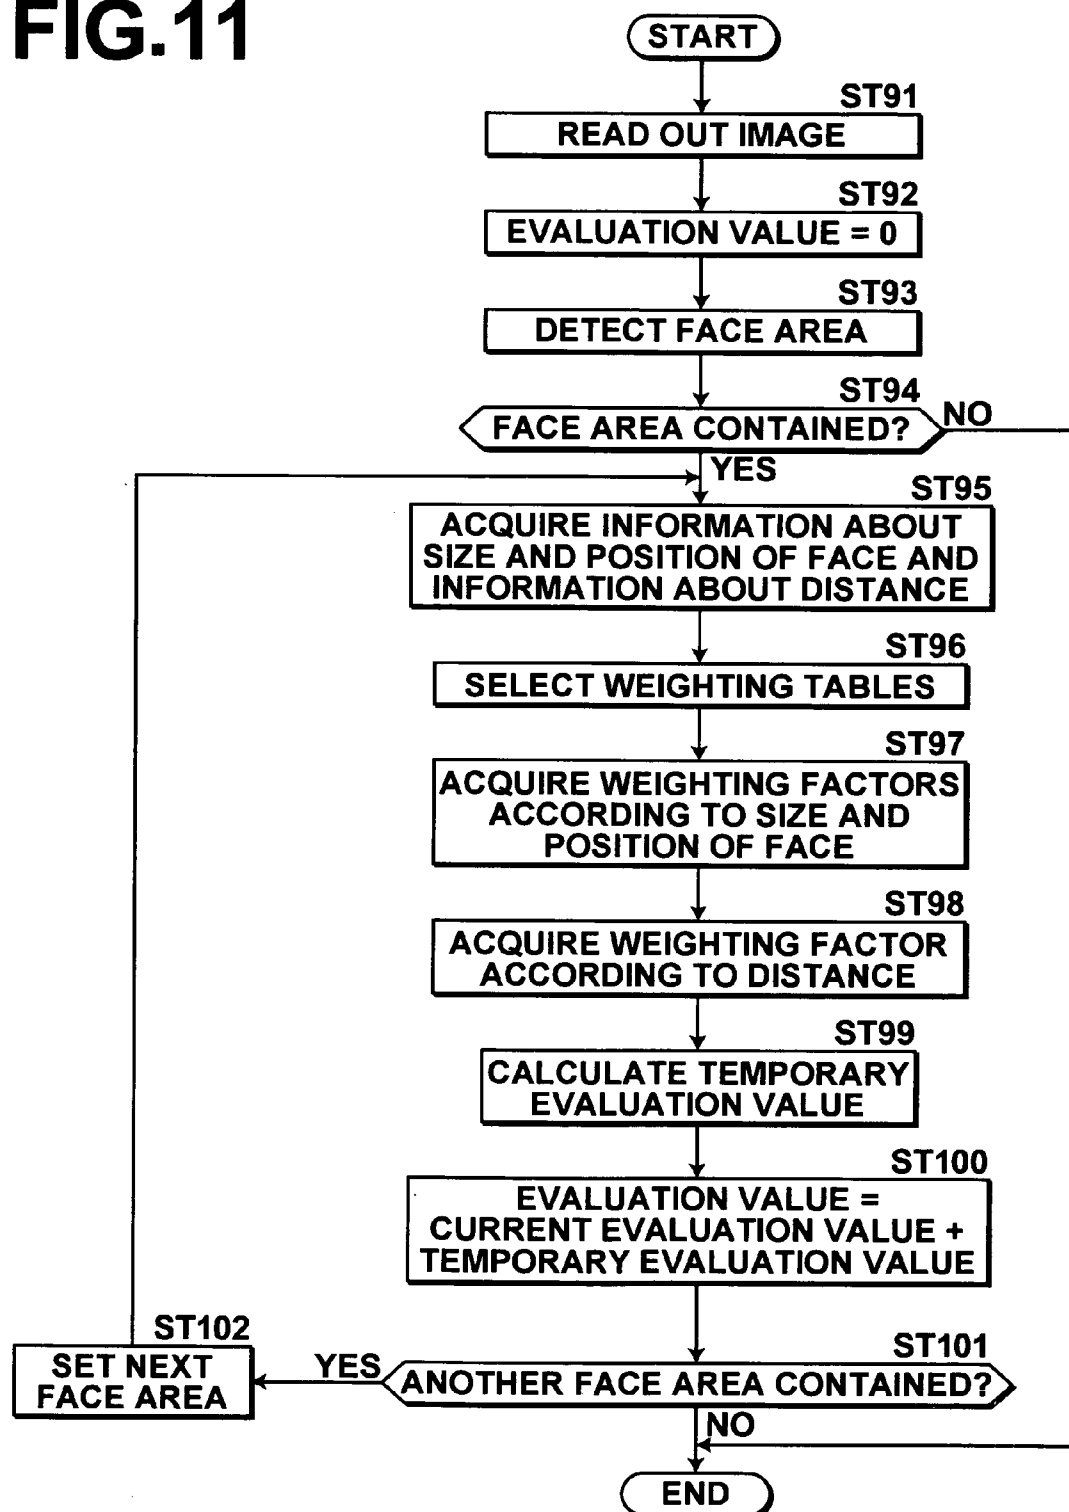 FIG.11
START
ST91
READ OUT IMAGE
ST92
EVALUATION VALUE = 0
ST93
DETECT FACE AREA
ST94
FACE AREA CONTAINED?
NO
YES
ST95
ACQUIRE INFORMATION ABOUT
SIZE AND POSITION OF FACE AND
INFORMATION ABOUT DISTANCE
ST96
SELECT WEIGHTING TABLES
ST97
ACQUIRE WEIGHTING FACTORS
ACCORDING TO SIZE AND
POSITION OF FACE
ST98
ACQUIRE WEIGHTING FACTOR
ACCORDING TO DISTANCE
ST99
CALCULATE TEMPORARY
EVALUATION VALUE
ST100
EVALUATION VALUE =
CURRENT EVALUATION VALUE +
TEMPORARY EVALUATION VALUE
ST101
ANOTHER FACE AREA CONTAINED?
YES
ST102
SET NEXT
FACE AREA
NO
END